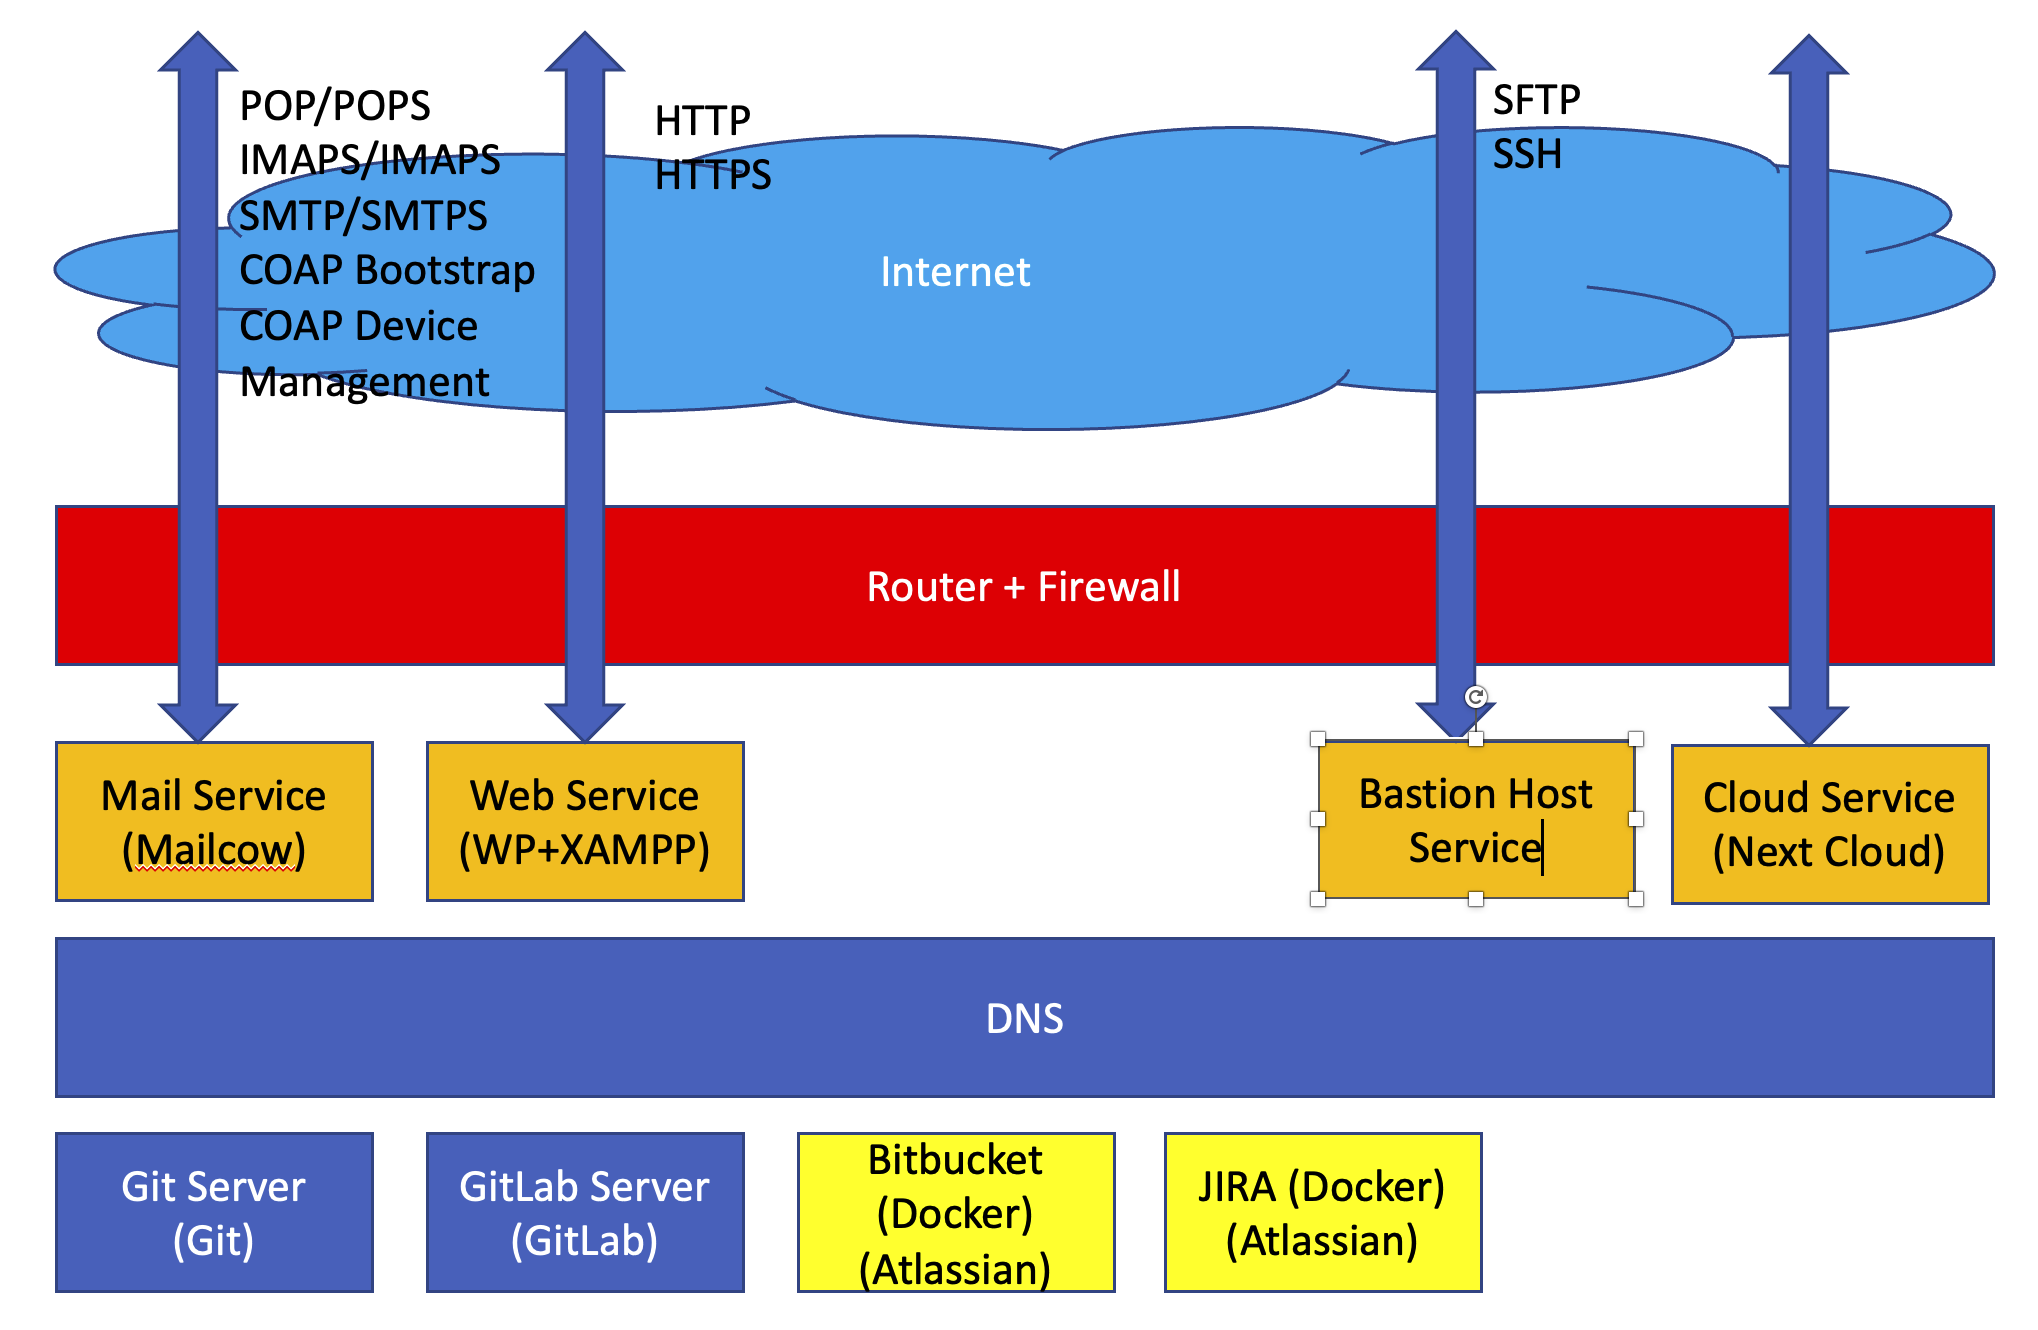 POP/POPS
IMAPS/IMAPS
SMTP/SMTPS
COAP Bootstrap
COAP Device
Management
HTTP
HTTPS
SFTP
SSH
Internet
Router + Firewall
Mail Service
(Mailcow)
Web Service
(WP+XAMPP)
Bastion Host
Service
Cloud Service
(Next Cloud)
DNS
Git Server
(Git)
GitLab Server
(GitLab)
Bitbucket
(Docker)
(Atlassian)
JIRA (Docker)
(Atlassian)